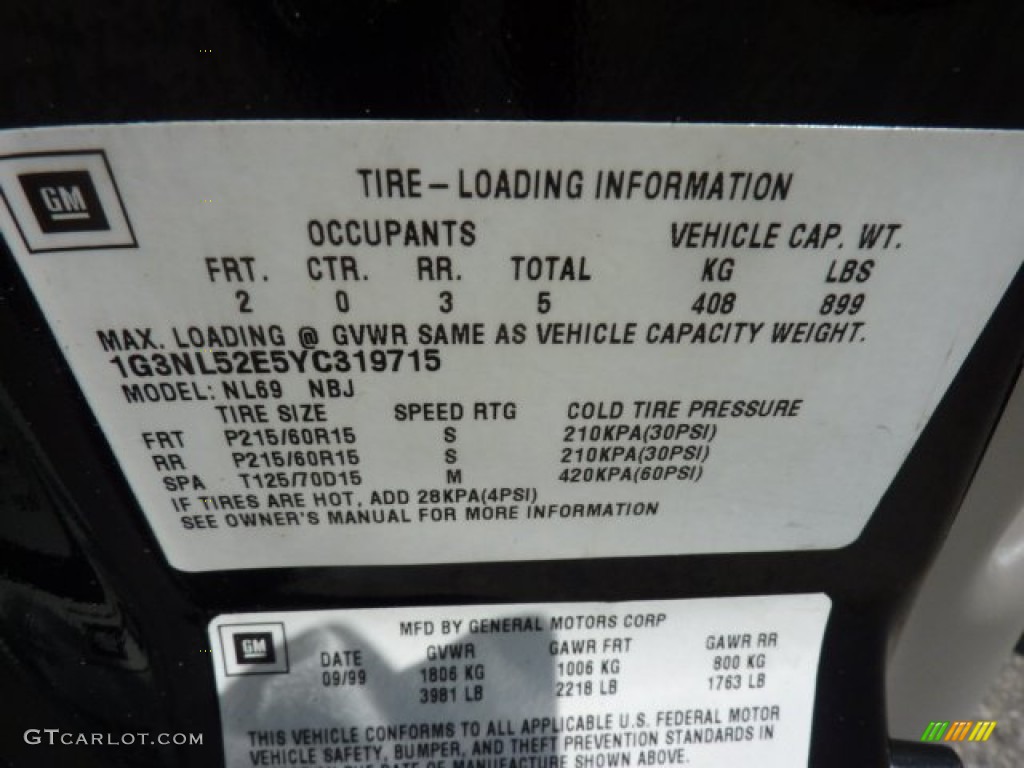 GM
TIRE-LOADING INFORMATION
OCCUPANTS VEHICLE CAP. WT.
FRT. CTR. RR. TOTAL KG LBS
2 0 3 5 408 899
MAX. LOADING @ GVWR SAME AS VEHICLE CAPACITY WEIGHT.
1G3NL52E5YC319715
MODEL: NL69 NBJ
TIRE SIZE SPEED RTG COLD TIRE PRESSURE
FRT P215/60R15 S 210KPA(30PSI)
RR P215/60R15 S 210KPA(30PSI)
SPA T125/70D15 M 420KPA(60PSI)
IF TIRES ARE HOT, ADD 28KPA(4PSI)
SEE OWNER'S MANUAL FOR MORE INFORMATION
GM
MFD BY GENERAL MOTORS CORP
DATE GVWR GAWR FRT GAWR RR
09/99 1806 KG 1006 KG 800 KG
3981 LB 2218 LB 1763 LB
THIS VEHICLE CONFORMS TO ALL APPLICABLE U.S. FEDERAL MOTOR
VEHICLE SAFETY, BUMPER, AND THEFT PREVENTION STANDARDS IN
DATE OF MANUFACTURE SHOWN ABOVE.
GTCarLot.com